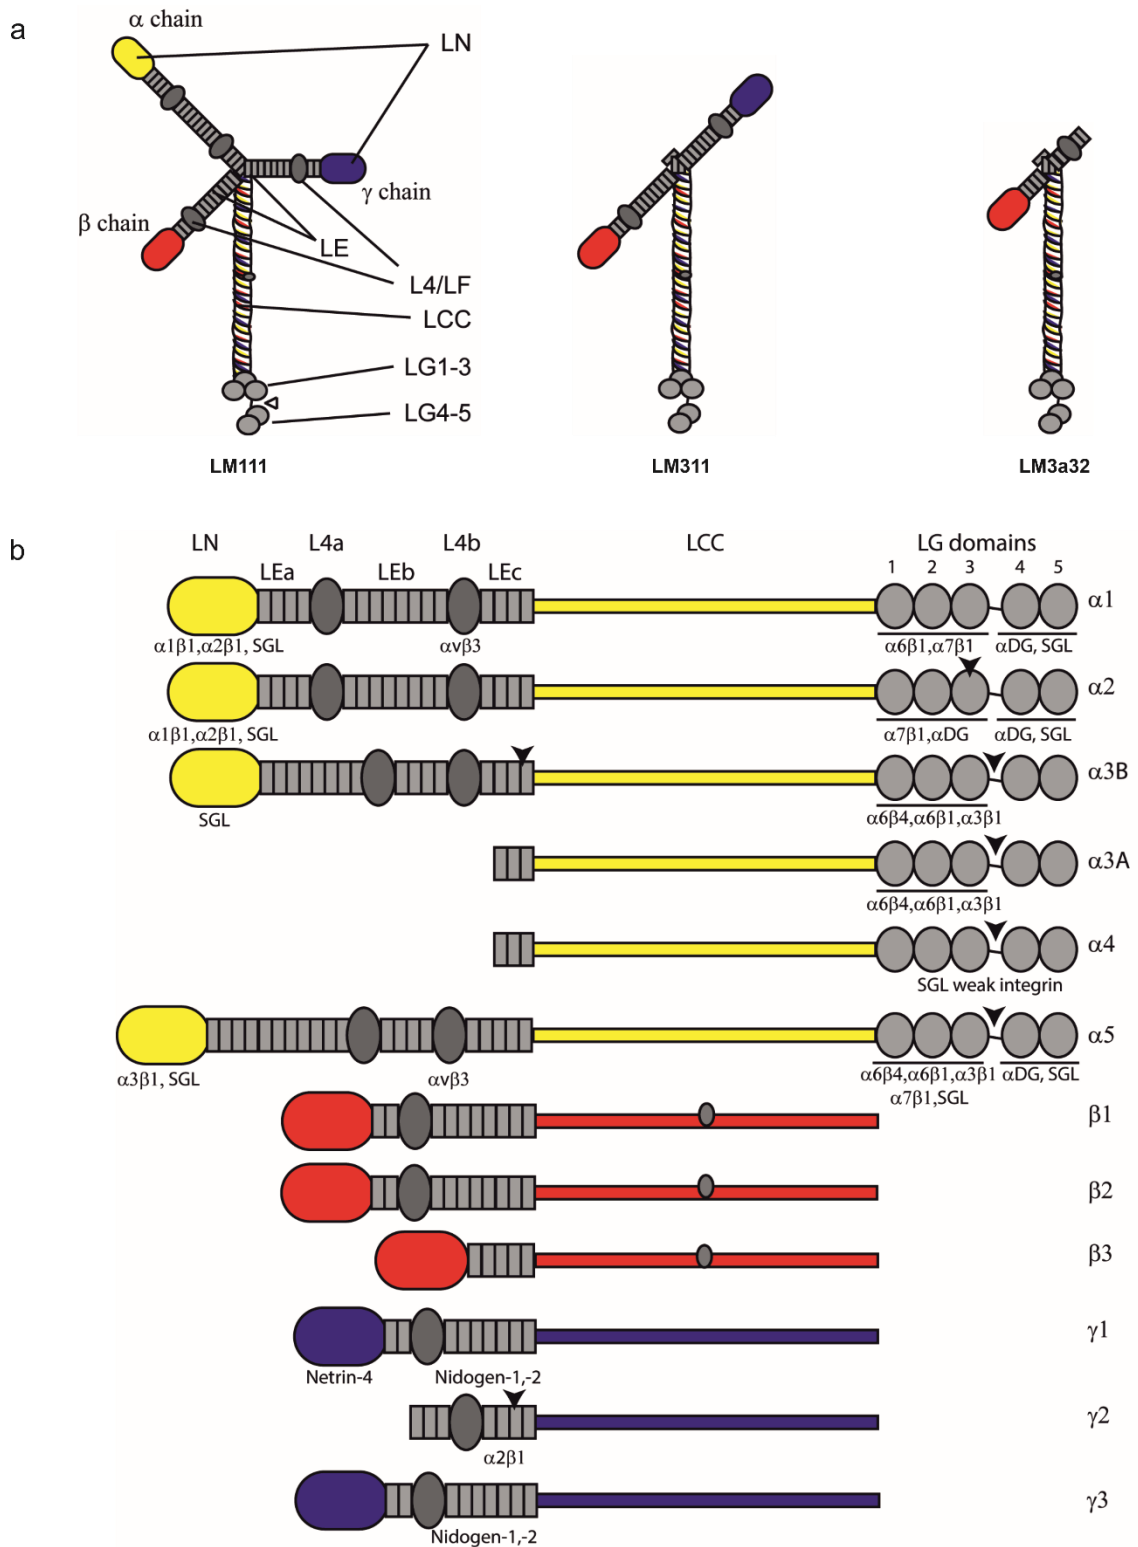 a
α chain
LN
γ chain
β chain
LE
L4/LF
LCC
LG1-3
LG4-5
LM111
LM311
LM3a32
b
LN
L4a
L4b
LCC
LG domains
LEa
LEb
LEc
1 2 3 4 5
α1
α1β1,α2β1, SGL
αvβ3
α6β1,α7β1
αDG, SGL
α2
α1β1,α2β1, SGL
α7β1,αDG
αDG, SGL
α3B
SGL
α6β4,α6β1,α3β1
α3A
α6β4,α6β1,α3β1
α4
SGL weak integrin
α5
α3β1, SGL
αvβ3
α6β4,α6β1,α3β1
αDG, SGL
α7β1,SGL
β1
β2
β3
γ1
Netrin-4
Nidogen-1,-2
γ2
α2β1
γ3
Nidogen-1,-2